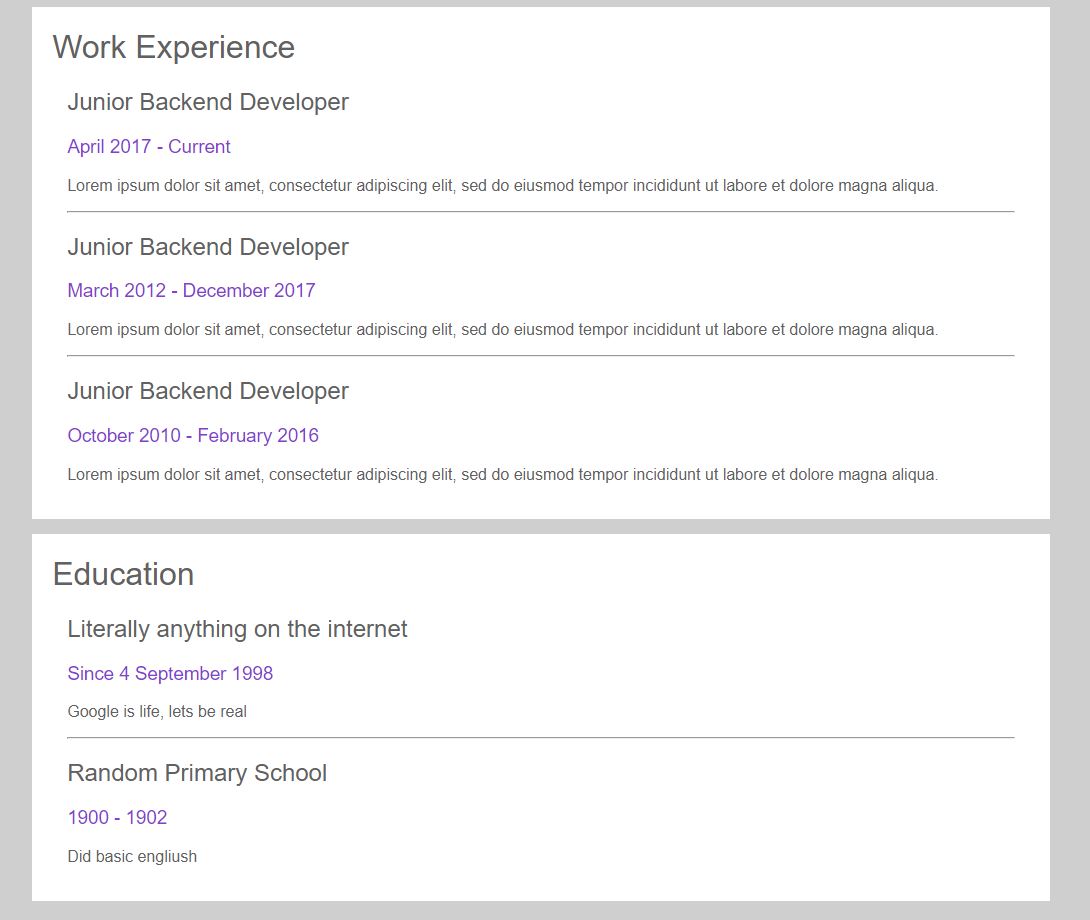 Work Experience
Junior Backend Developer
April 2017 - Current
Lorem ipsum dolor sit amet, consectetur adipiscing elit, sed do eiusmod tempor incididunt ut labore et dolore magna aliqua.
Junior Backend Developer
March 2012 - December 2017
Lorem ipsum dolor sit amet, consectetur adipiscing elit, sed do eiusmod tempor incididunt ut labore et dolore magna aliqua.
Junior Backend Developer
October 2010 - February 2016
Lorem ipsum dolor sit amet, consectetur adipiscing elit, sed do eiusmod tempor incididunt ut labore et dolore magna aliqua.
Education
Literally anything on the internet
Since 4 September 1998
Google is life, lets be real
Random Primary School
1900 - 1902
Did basic engliush